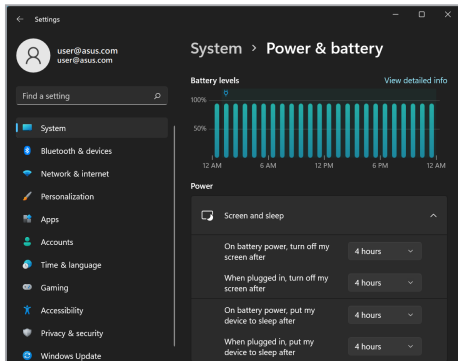 Settings
user@asus.com
user@asus.com
Find a setting
System
Bluetooth & devices
Network & internet
Personalization
Apps
Accounts
Time & language
Gaming
Accessibility
Privacy & security
Windows Update
System > Power & battery
Battery levels
View detailed info
100%
50%
12 AM 6 AM 12 PM 6 PM 12 AM
Power
Screen and sleep
On battery power, turn off my
screen after
4 hours
When plugged in, turn off my
screen after
4 hours
On battery power, put my
device to sleep after
4 hours
When plugged in, put my
device to sleep after
4 hours